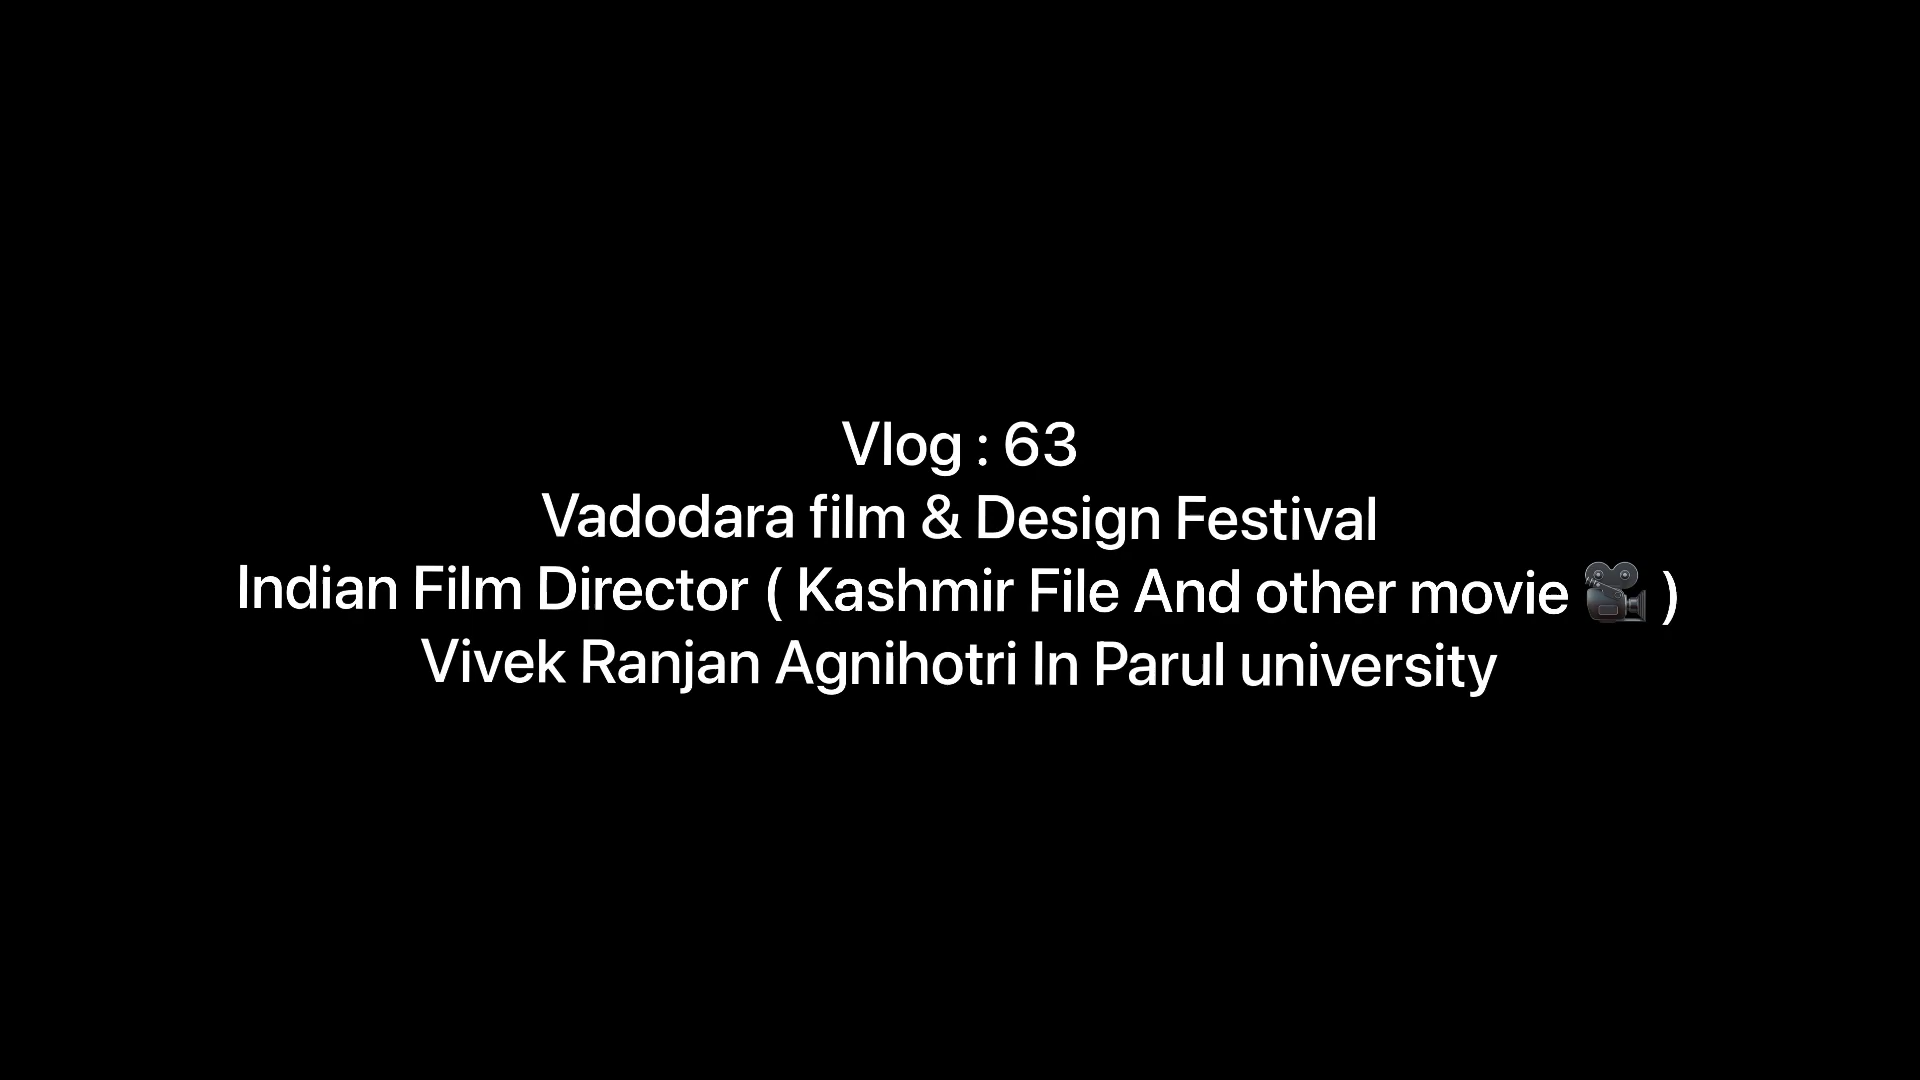 Vlog : 63
Vadodara film & Design Festival
Indian Film Director ( Kashmir File And other movie 🎥 )
Vivek Ranjan Agnihotri In Parul university